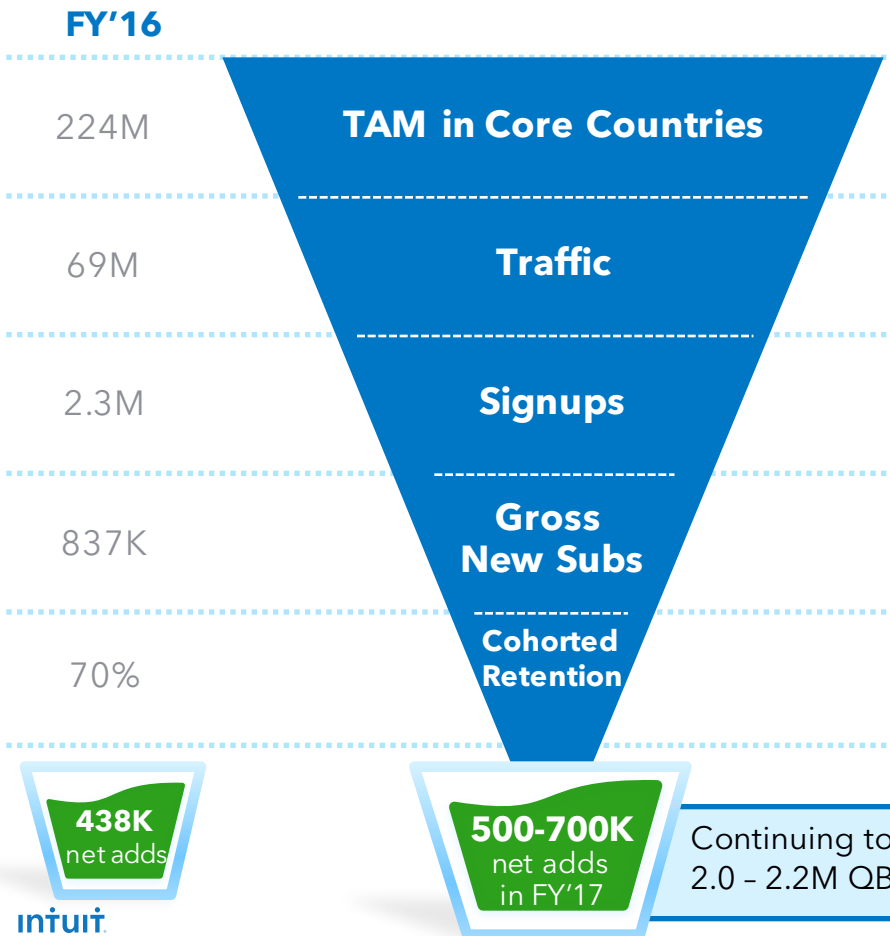 FY'16
224M
TAM in Core Countries
69M
Traffic
2.3M
Signups
837K
Gross
New Subs
70%
Cohorted
Retention
438K
net adds
500-700K
net adds
in FY'17
Continuing to
2.0 – 2.2M QB
intuit.